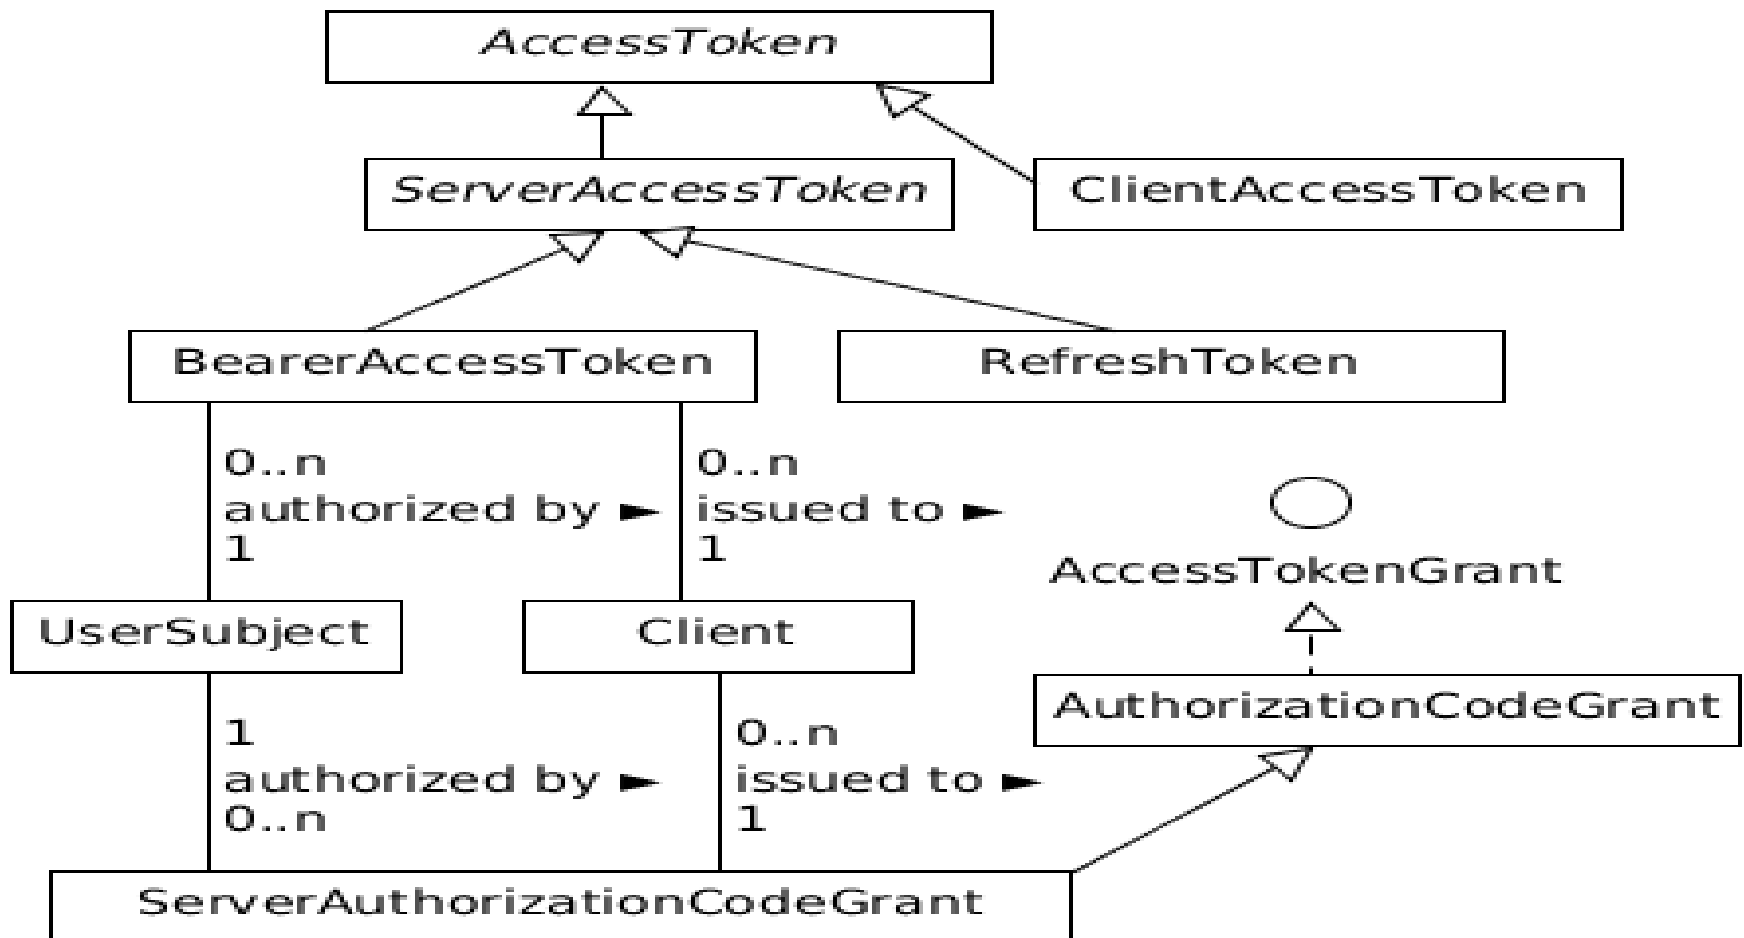 AccessToken
ServerAccessToken
ClientAccessToken
BearerAccessToken
RefreshToken
0..n
authorized by ►
1
0..n
issued to ►
1
AccessTokenGrant
UserSubject
Client
AuthorizationCodeGrant
1
authorized by ►
0..n
0..n
issued to ►
1
ServerAuthorizationCodeGrant